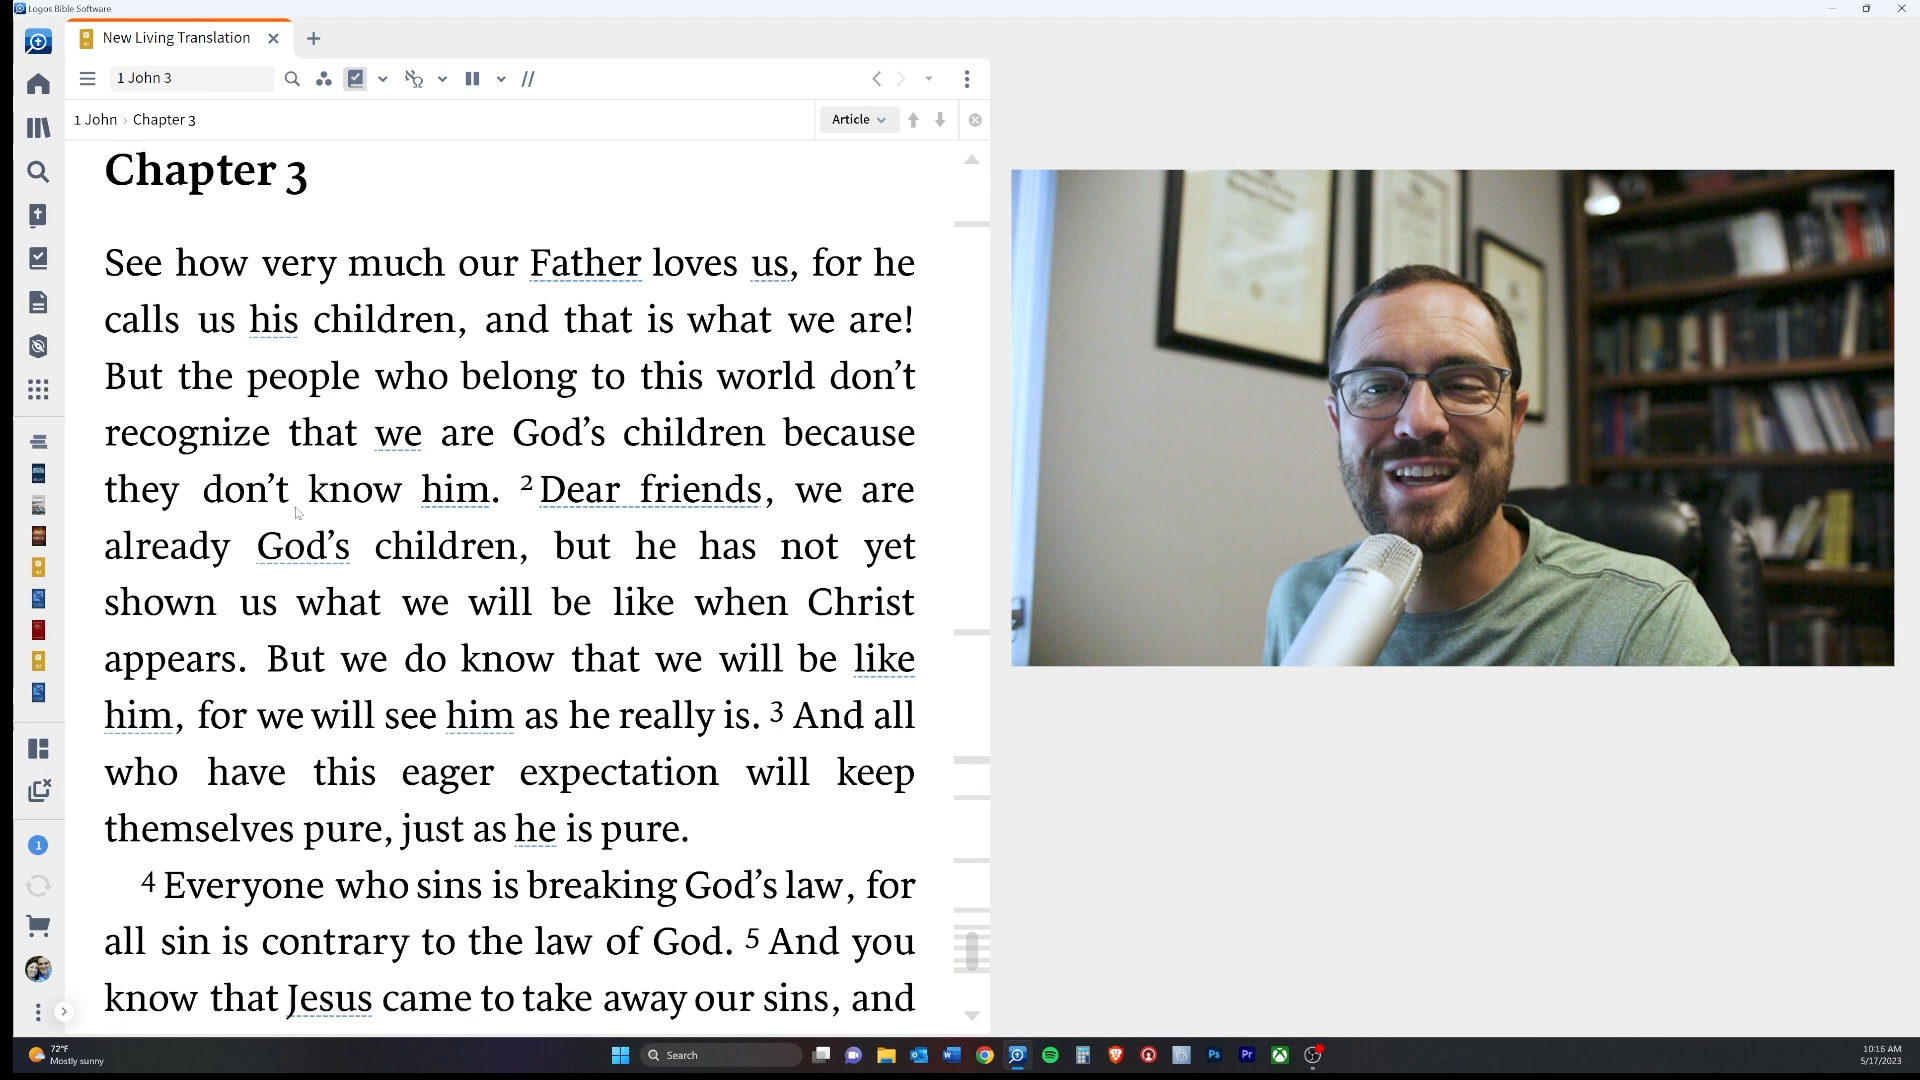 Logos Bible Software
New Living Translation
1 John 3
1 John › Chapter 3
Article
Chapter 3
See how very much our Father loves us, for he
calls us his children, and that is what we are!
But the people who belong to this world don’t
recognize that we are God’s children because
they don’t know him. 2 Dear friends, we are
already God’s children, but he has not yet
shown us what we will be like when Christ
appears. But we do know that we will be like
him, for we will see him as he really is. 3 And all
who have this eager expectation will keep
themselves pure, just as he is pure.
4 Everyone who sins is breaking God’s law, for
all sin is contrary to the law of God. 5 And you
know that Jesus came to take away our sins, and
1
72°F
Mostly sunny
Search
Ps
Pr
10:16 AM
5/17/2023